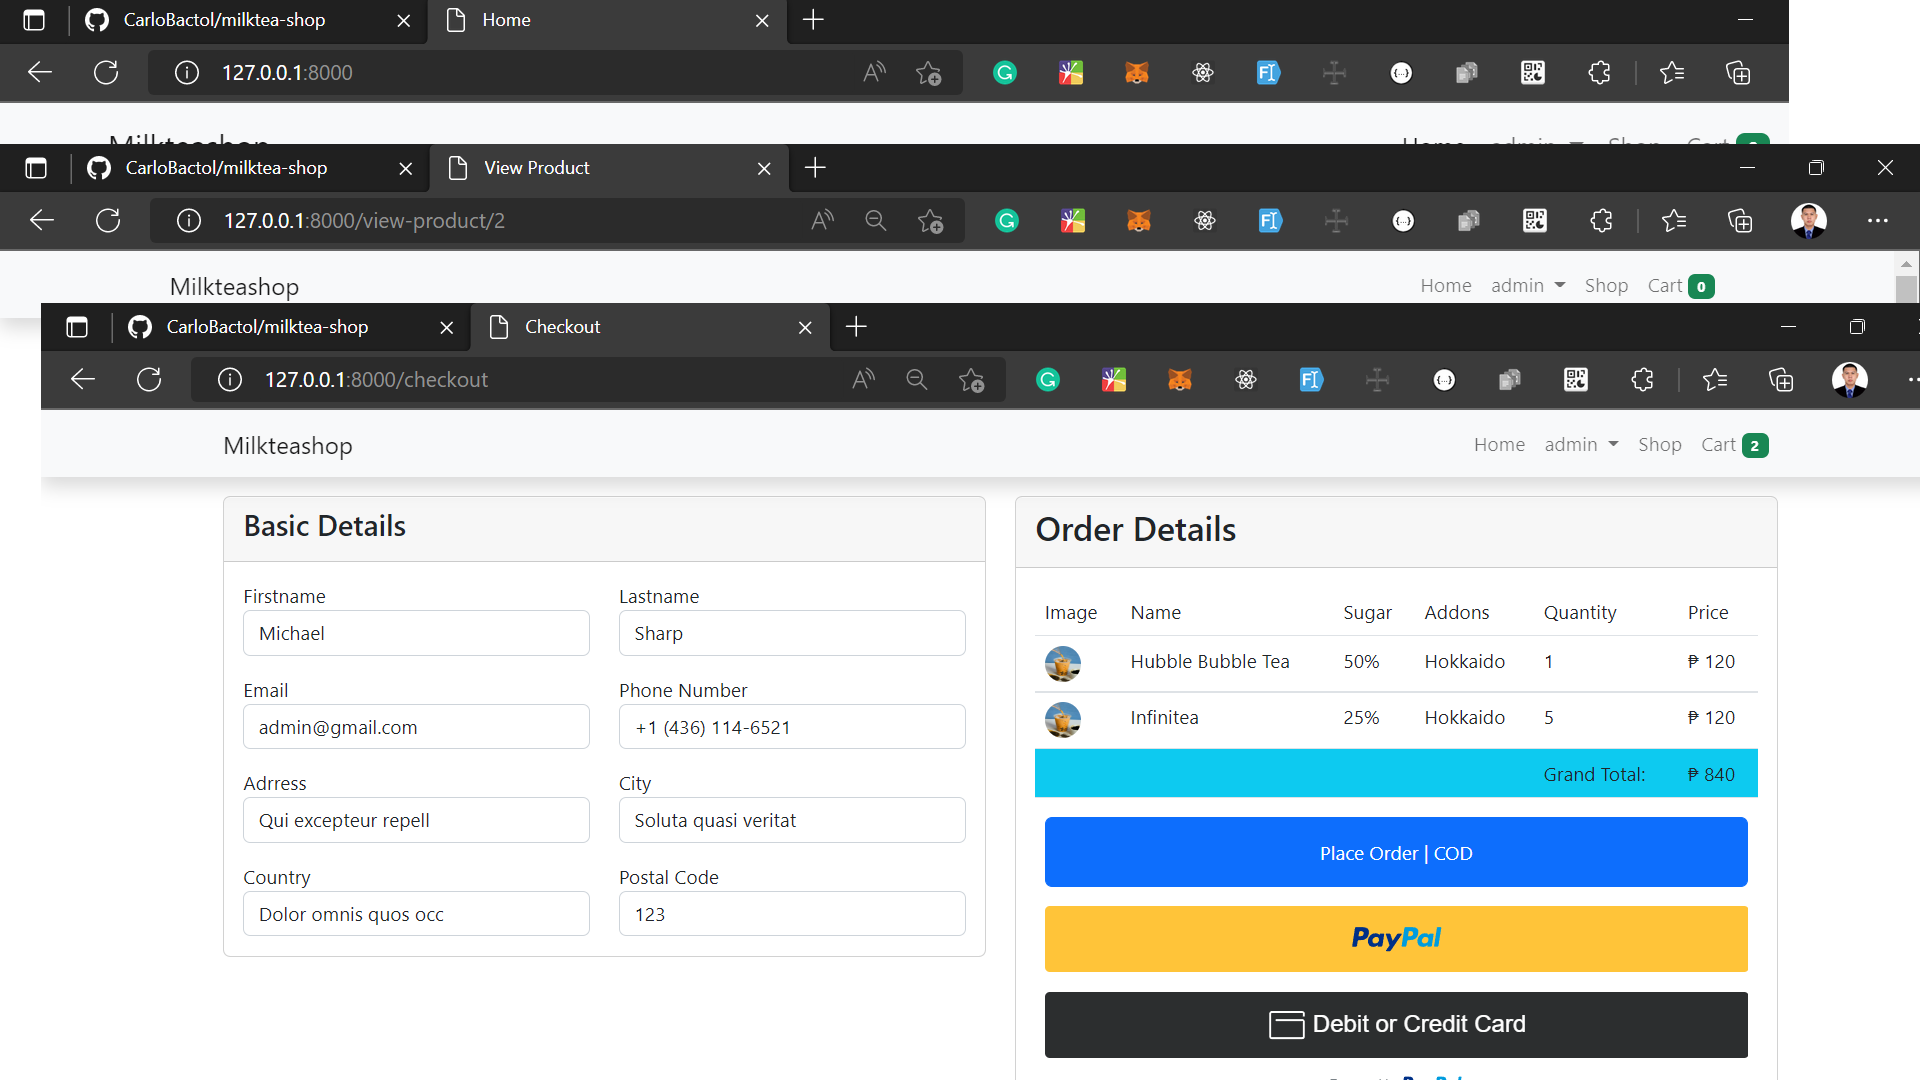 CarloBactol/milktea-shop
Home
127.0.0.1:8000
Milkteashop
Home admin Shop Cart
CarloBactol/milktea-shop
View Product
127.0.0.1:8000/view-product/2
Milkteashop
Home admin Shop Cart 0
CarloBactol/milktea-shop
Checkout
127.0.0.1:8000/checkout
Milkteashop
Home admin Shop Cart 2
Basic Details
Firstname Lastname
Michael Sharp
Email Phone Number
admin@gmail.com +1 (436) 114-6521
Adrress City
Qui excepteur repell Soluta quasi veritat
Country Postal Code
Dolor omnis quos occ 123
Order Details
Image Name Sugar Addons Quantity Price
Hubble Bubble Tea 50% Hokkaido 1 ₱ 120
Infinitea 25% Hokkaido 5 ₱ 120
Grand Total: ₱ 840
Place Order | COD
PayPal
Debit or Credit Card